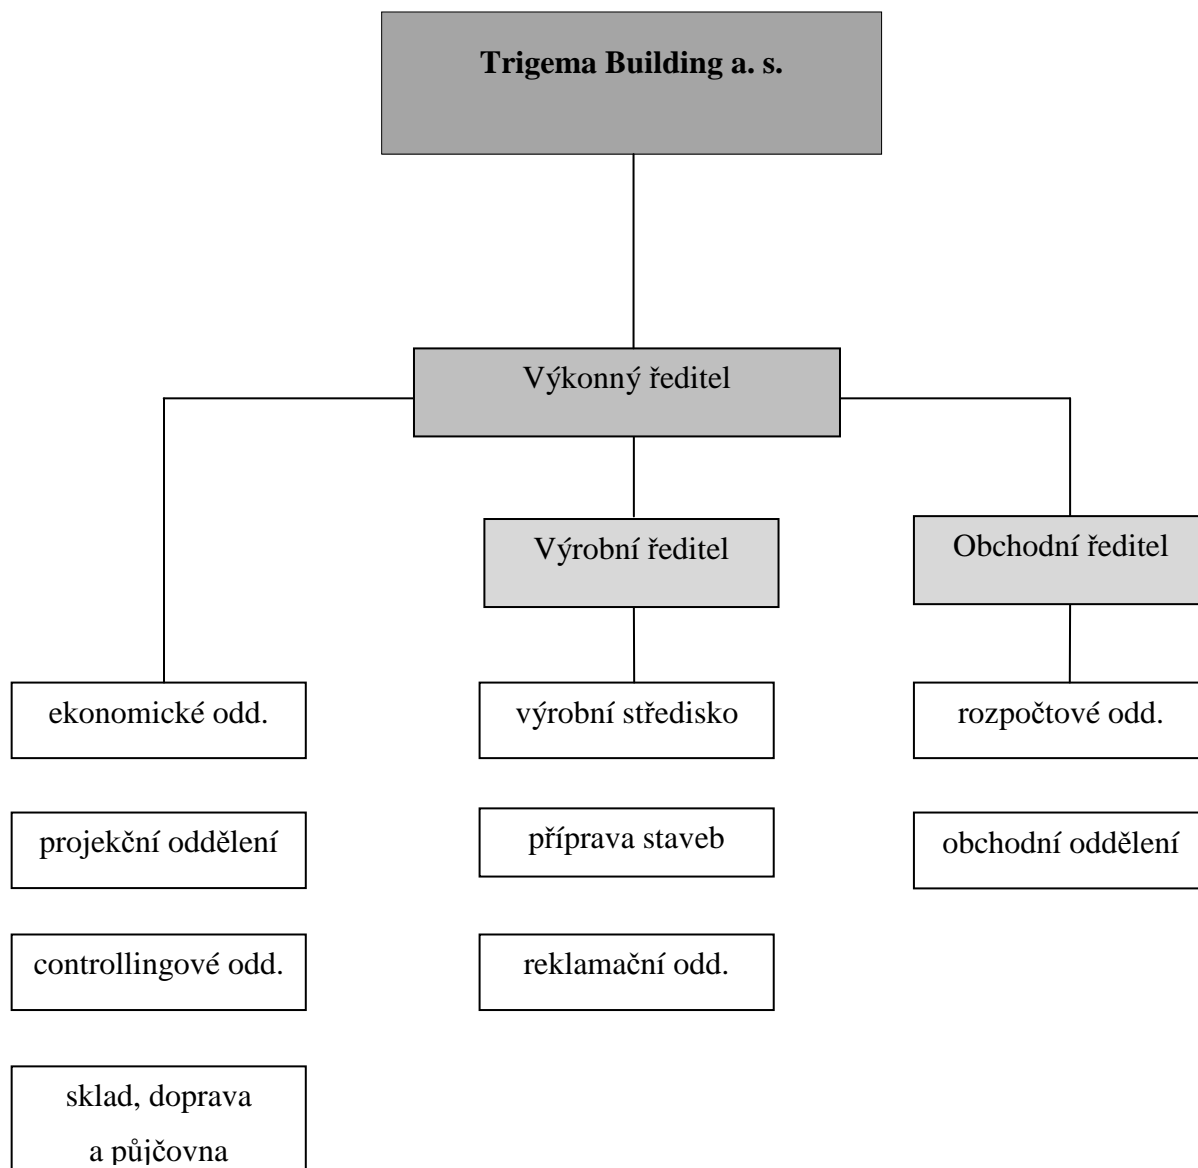 Trigema Building a. s.
Výkonný ředitel
Výrobní ředitel
Obchodní ředitel
ekonomické odd.
výrobní středisko
rozpočtové odd.
projekční oddělení
příprava staveb
obchodní oddělení
controllingové odd.
reklamační odd.
sklad, doprava
a půjčovna